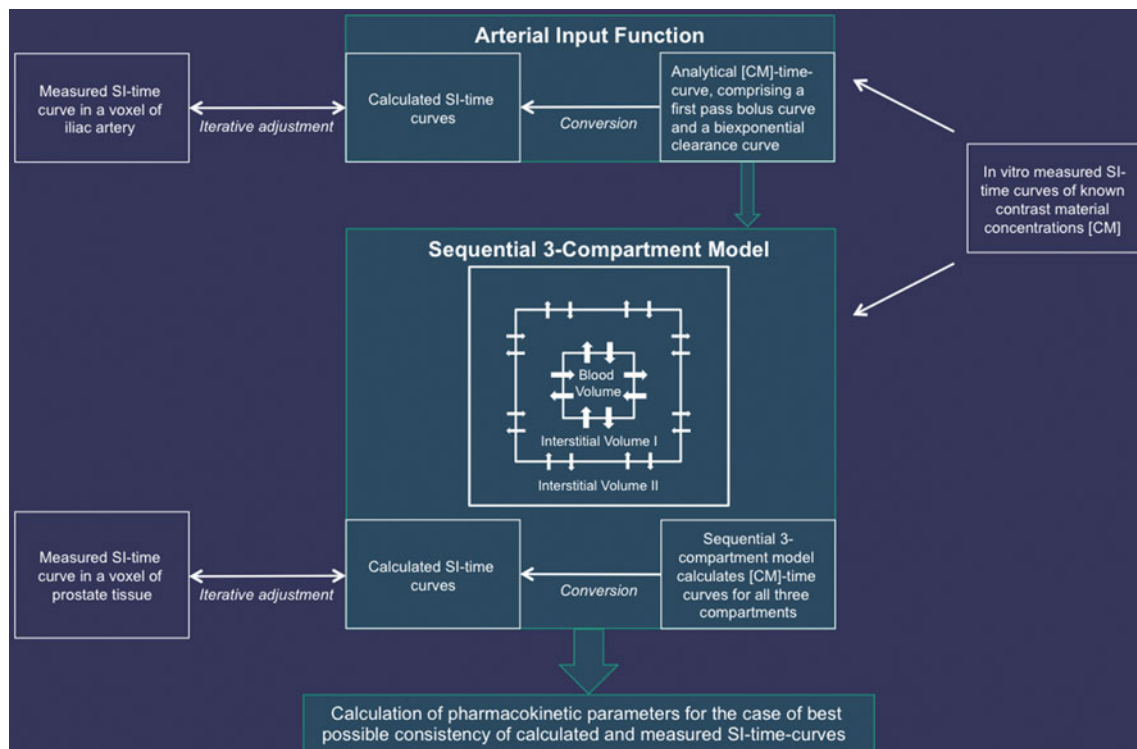 Arterial Input Function
Measured SI-time
curve in a voxel of
iliac artery
Iterative adjustment
Calculated SI-time
curves
Conversion
Analytical [CM]-time-
curve, comprising a
first pass bolus curve
and a biexponential
clearance curve
In vitro measured SI-
time curves of known
contrast material
concentrations [CM]
Sequential 3-Compartment Model
Blood
Volume
Interstitial Volume I
Interstitial Volume II
Measured SI-time
curve in a voxel of
prostate tissue
Iterative adjustment
Calculated SI-time
curves
Conversion
Sequential 3-
compartment model
calculates [CM]-time
curves for all three
compartments
Calculation of pharmacokinetic parameters for the case of best
possible consistency of calculated and measured SI-time-curves